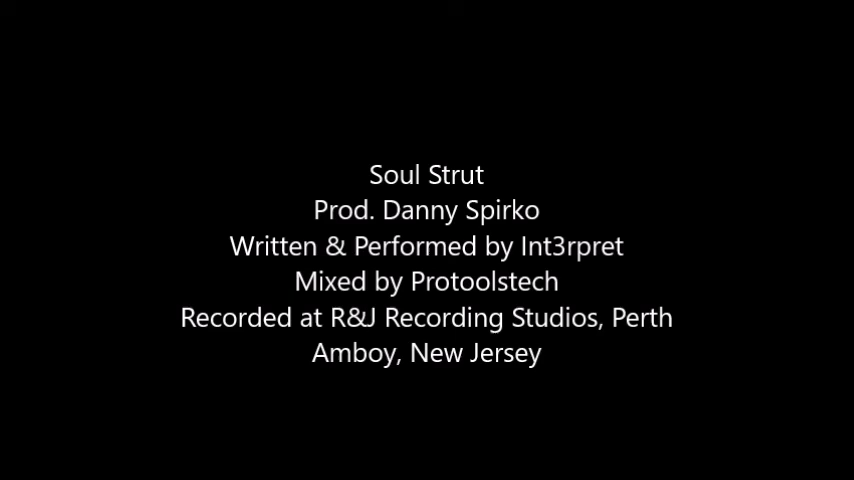 Soul Strut
Prod. Danny Spirko
Written & Performed by Int3rpret
Mixed by Protoolstech
Recorded at R&J Recording Studios, Perth
Amboy, New Jersey